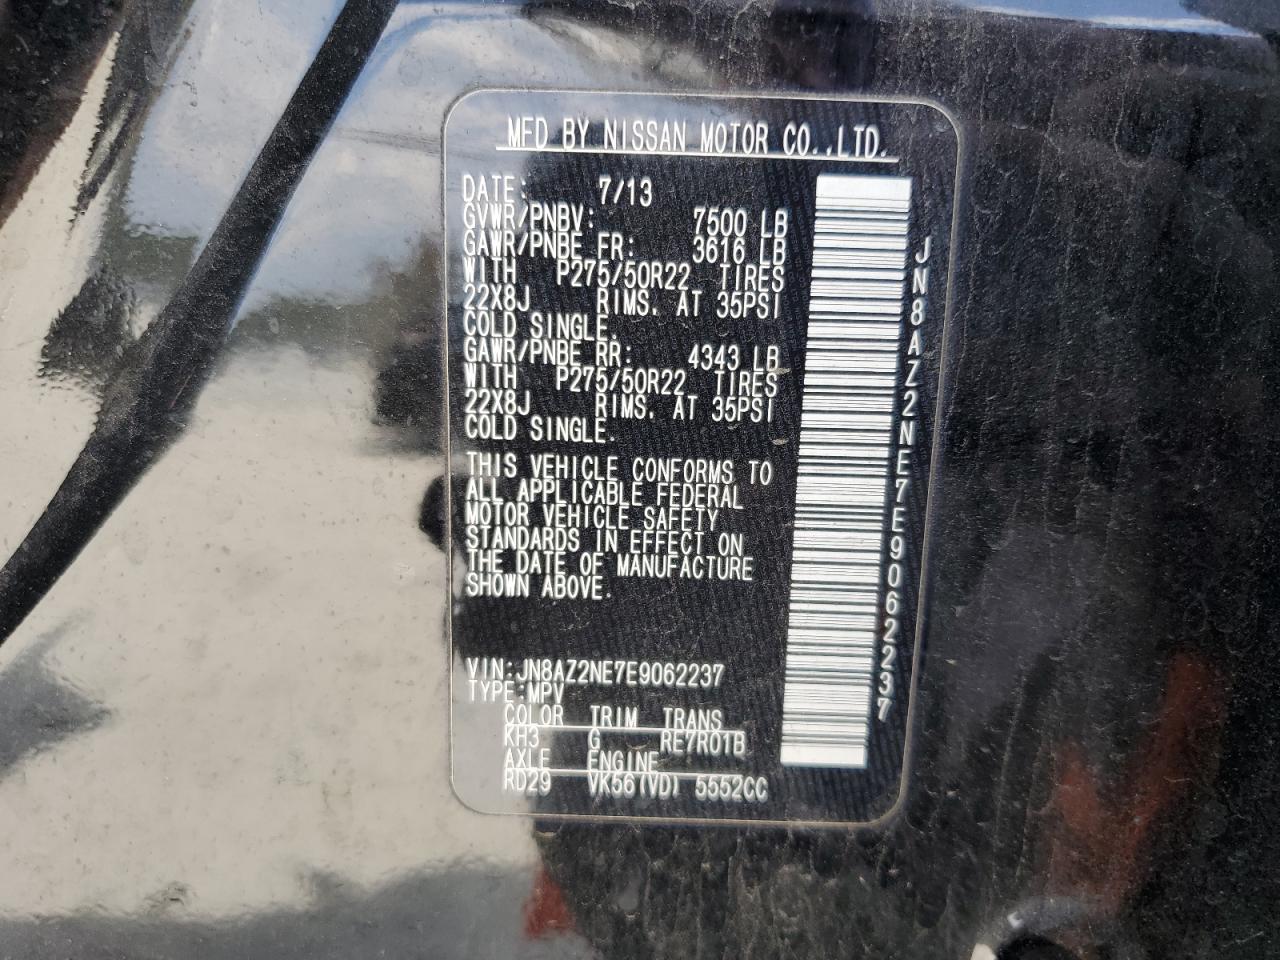 MFD BY NISSAN MOTOR CO.,LTD.
DATE: 7/13
GVWR/PNBV: 7500 LB
GAWR/PNBE FR: 3616 LB
WITH P275/50R22 TIRES
22X8J RIMS. AT 35PSI
COLD SINGLE.
GAWR/PNBE RR: 4343 LB
WITH P275/50R22 TIRES
22X8J RIMS. AT 35PSI
COLD SINGLE.
THIS VEHICLE CONFORMS TO
ALL APPLICABLE FEDERAL
MOTOR VEHICLE SAFETY
STANDARDS IN EFFECT ON
THE DATE OF MANUFACTURE
SHOWN ABOVE.
VIN:JN8AZ2NE7E9062237
TYPE:MPV
COLOR TRIM TRANS
KH3 G RE7R01B
AXLE ENGINE
RD29 VK56(VD) 5552CC
JN8AZ2NE7E9062237